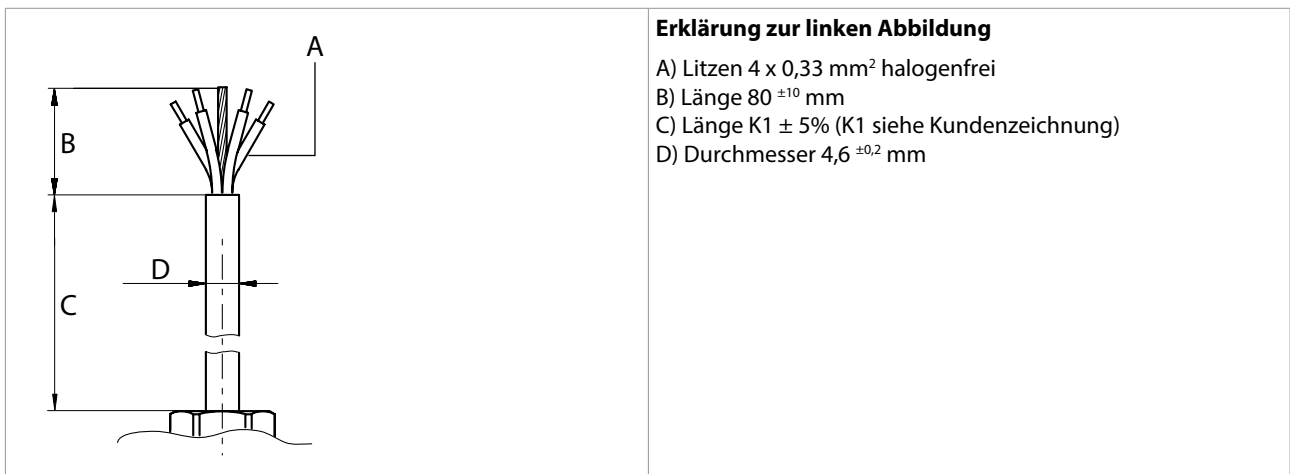 A
B
D
C
Erklärung zur linken Abbildung
A) Litzen 4 x 0,33 mm² halogenfrei
B) Länge 80 ±10 mm
C) Länge K1 ± 5% (K1 siehe Kundenzeichnung)
D) Durchmesser 4,6 ±0,2 mm